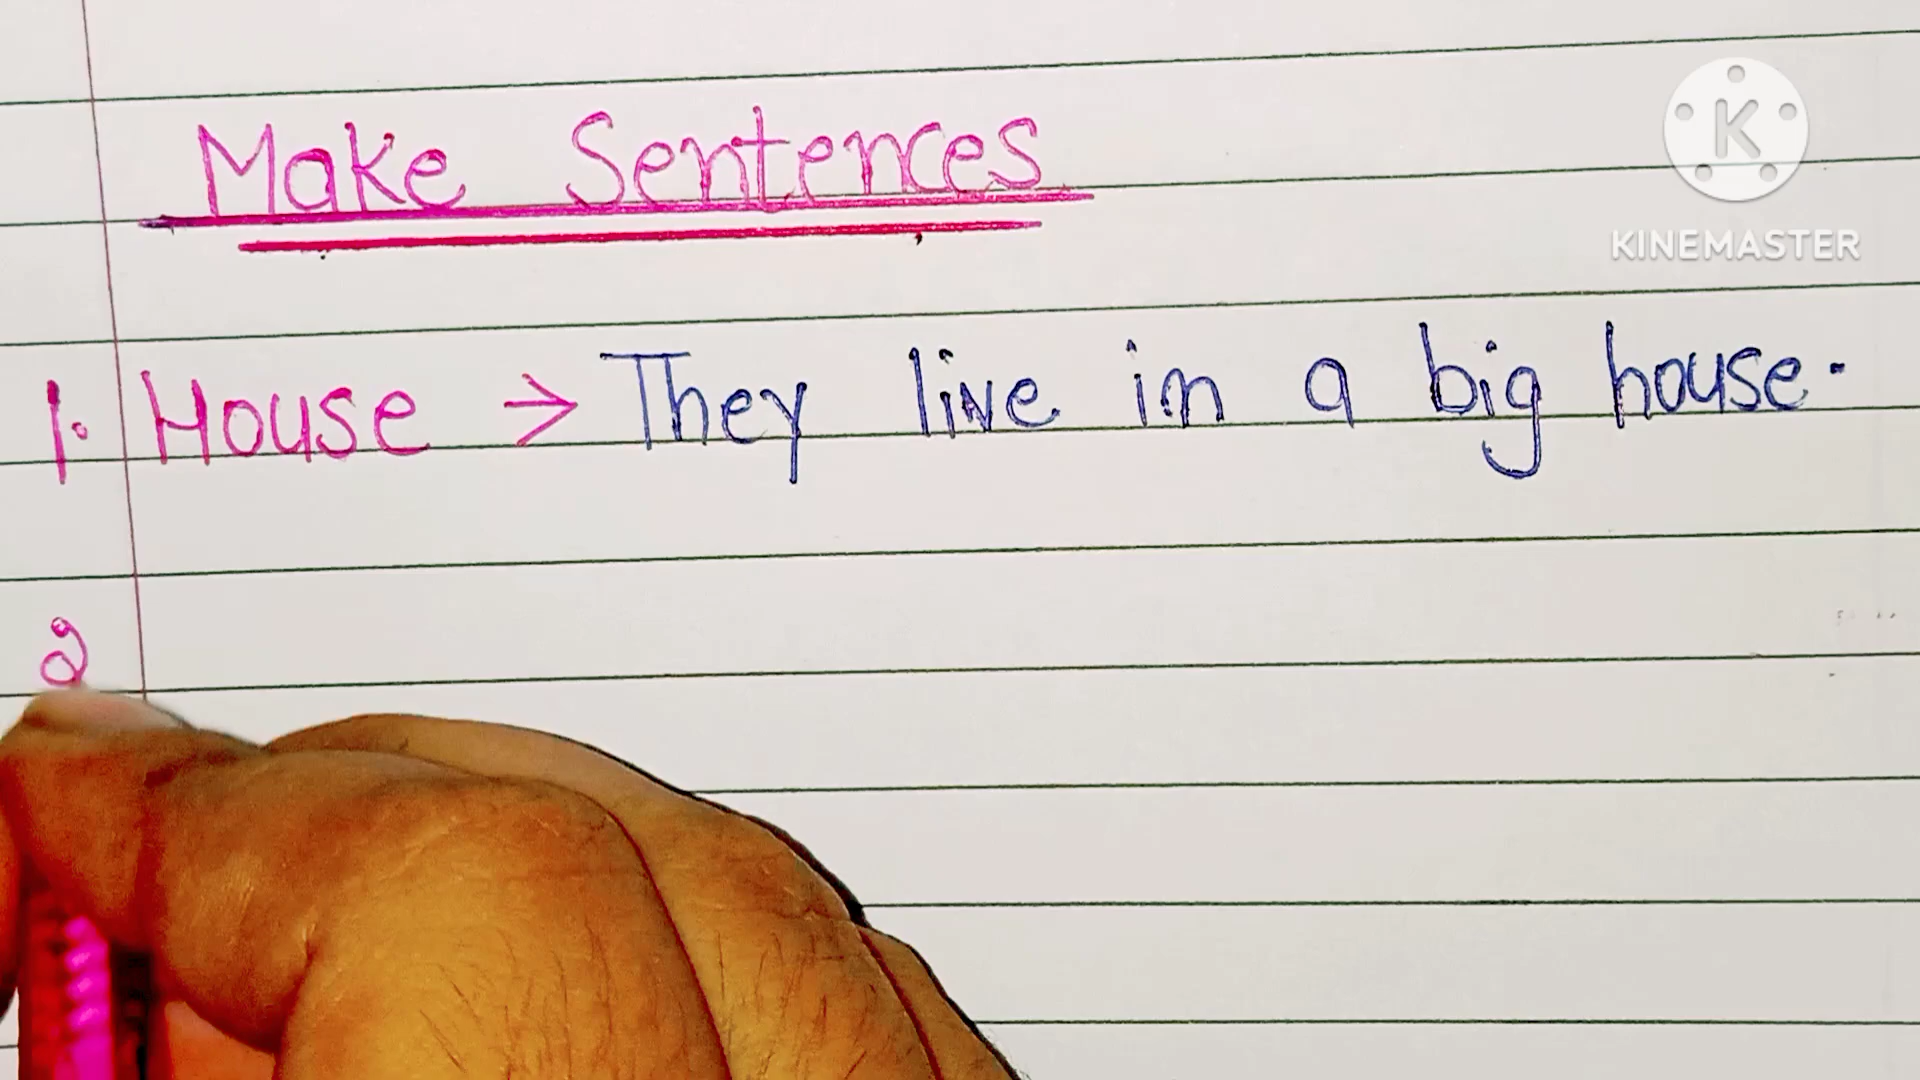 Make Sentences
K
KINEMASTER
1. House → They live in a big house.
2